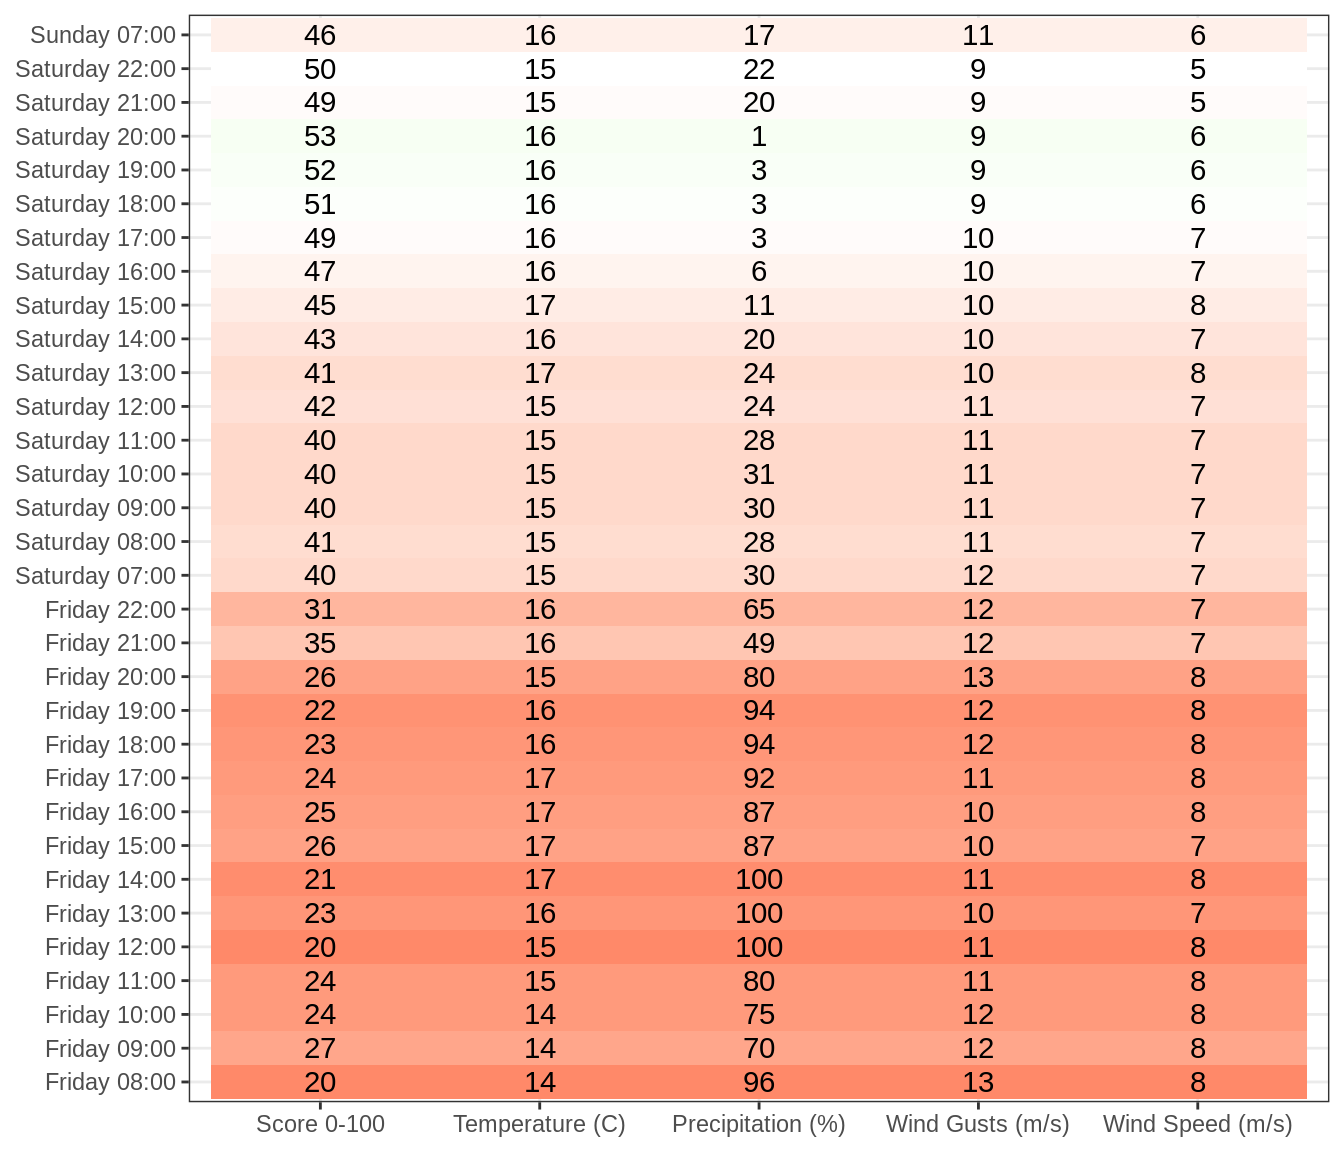 Sunday 07:00 46 16 17 11 6
Saturday 22:00 50 15 22 9 5
Saturday 21:00 49 15 20 9 5
Saturday 20:00 53 16 1 9 6
Saturday 19:00 52 16 3 9 6
Saturday 18:00 51 16 3 9 6
Saturday 17:00 49 16 3 10 7
Saturday 16:00 47 16 6 10 7
Saturday 15:00 45 17 11 10 8
Saturday 14:00 43 16 20 10 7
Saturday 13:00 41 17 24 10 8
Saturday 12:00 42 15 24 11 7
Saturday 11:00 40 15 28 11 7
Saturday 10:00 40 15 31 11 7
Saturday 09:00 40 15 30 11 7
Saturday 08:00 41 15 28 11 7
Saturday 07:00 40 15 30 12 7
Friday 22:00 31 16 65 12 7
Friday 21:00 35 16 49 12 7
Friday 20:00 26 15 80 13 8
Friday 19:00 22 16 94 12 8
Friday 18:00 23 16 94 12 8
Friday 17:00 24 17 92 11 8
Friday 16:00 25 17 87 10 8
Friday 15:00 26 17 87 10 7
Friday 14:00 21 17 100 11 8
Friday 13:00 23 16 100 10 7
Friday 12:00 20 15 100 11 8
Friday 11:00 24 15 80 11 8
Friday 10:00 24 14 75 12 8
Friday 09:00 27 14 70 12 8
Friday 08:00 20 14 96 13 8
Score 0-100 Temperature (C) Precipitation (%) Wind Gusts (m/s) Wind Speed (m/s)